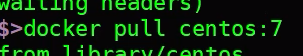 waiting headers)
$>docker pull centos:7
from library/centos